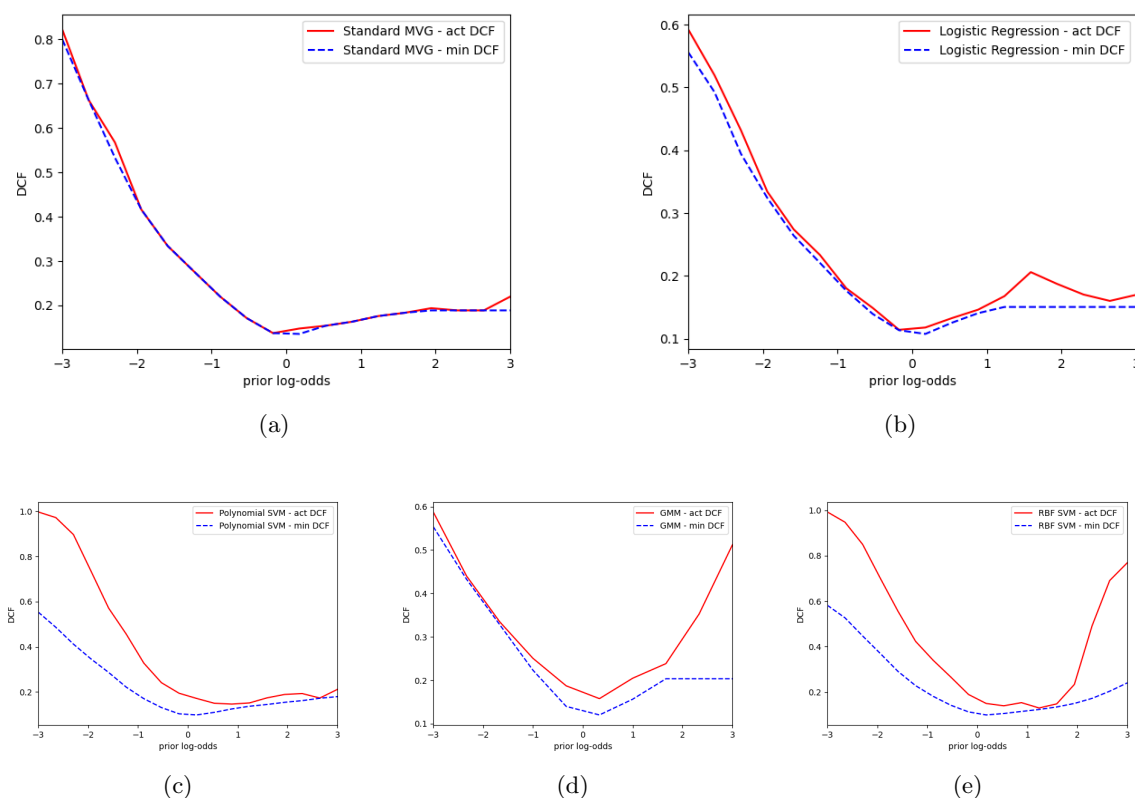 0.8
0.7
0.6
0.5
0.4
0.3
0.2
DCF
Standard MVG - act DCF
Standard MVG - min DCF
−3 −2 −1 0 1 2 3
prior log-odds
(a)
0.6
0.5
0.4
0.3
0.2
0.1
DCF
Logistic Regression - act DCF
Logistic Regression - min DCF
−3 −2 −1 0 1 2 3
prior log-odds
(b)
1.0
0.8
0.6
0.4
0.2
DCF
Polynomial SVM - act DCF
Polynomial SVM - min DCF
−3 −2 −1 0 1 2 3
prior log-odds
(c)
0.6
0.5
0.4
0.3
0.2
0.1
DCF
GMM - act DCF
GMM - min DCF
−3 −2 −1 0 1 2 3
prior log-odds
(d)
1.0
0.8
0.6
0.4
0.2
DCF
RBF SVM - act DCF
RBF SVM - min DCF
−3 −2 −1 0 1 2 3
prior log-odds
(e)